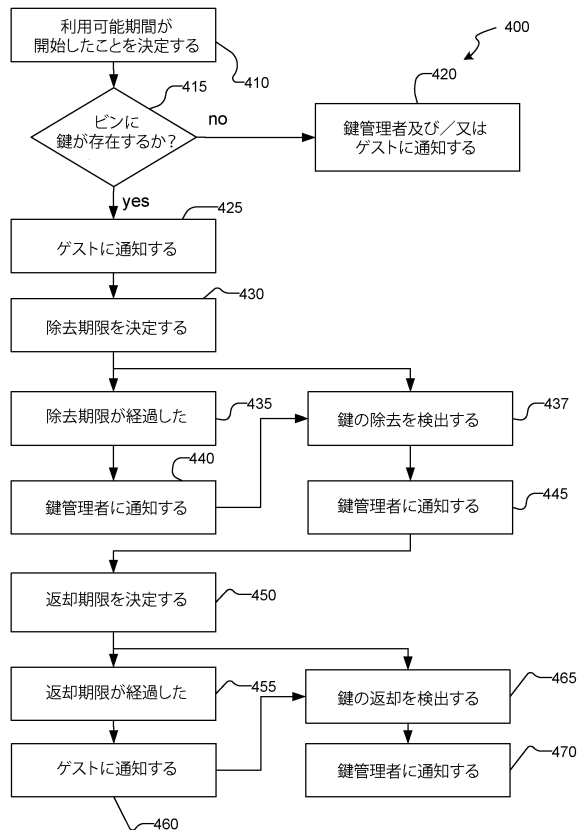 利用可能期間が
開始したことを決定する
410
400
415
ビンに
鍵が存在するか？
no
420
鍵管理者及び／又は
ゲストに通知する
yes
425
ゲストに通知する
430
除去期限を決定する
除去期限が経過した
435
鍵の除去を検出する
437
440
鍵管理者に通知する
鍵管理者に通知する
445
返却期限を決定する
450
返却期限が経過した
455
鍵の返却を検出する
465
ゲストに通知する
460
鍵管理者に通知する
470